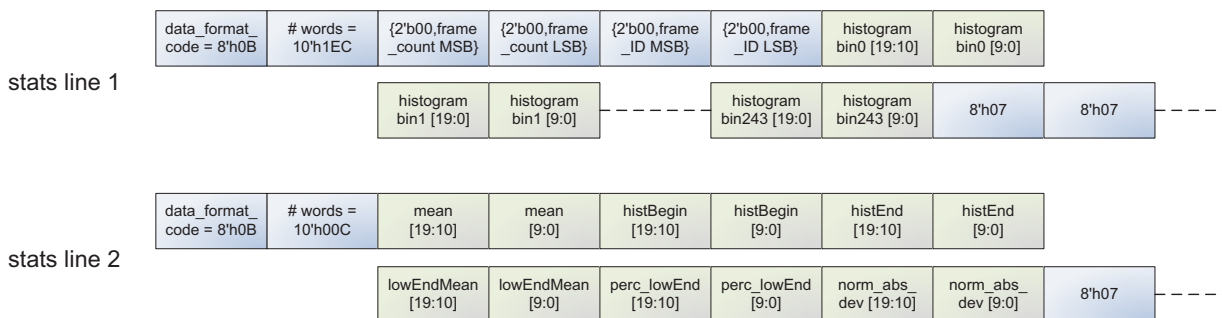 stats line 1
data_format_
code = 8'h0B
# words =
10'h1EC
{2'b00,frame
_count MSB}
{2'b00,frame
_count LSB}
{2'b00,frame
_ID MSB}
{2'b00,frame
_ID LSB}
histogram
bin0 [19:10]
histogram
bin0 [9:0]
histogram
bin1 [19:0]
histogram
bin1 [9:0]
histogram
bin243 [19:0]
histogram
bin243 [9:0]
8'h07
8'h07
stats line 2
data_format_
code = 8'h0B
# words =
10'h00C
mean
[19:10]
mean
[9:0]
histBegin
[19:10]
histBegin
[9:0]
histEnd
[19:10]
histEnd
[9:0]
lowEndMean
[19:10]
lowEndMean
[9:0]
perc_lowEnd
[19:10]
perc_lowEnd
[9:0]
norm_abs_
dev [19:10]
norm_abs_
dev [9:0]
8'h07